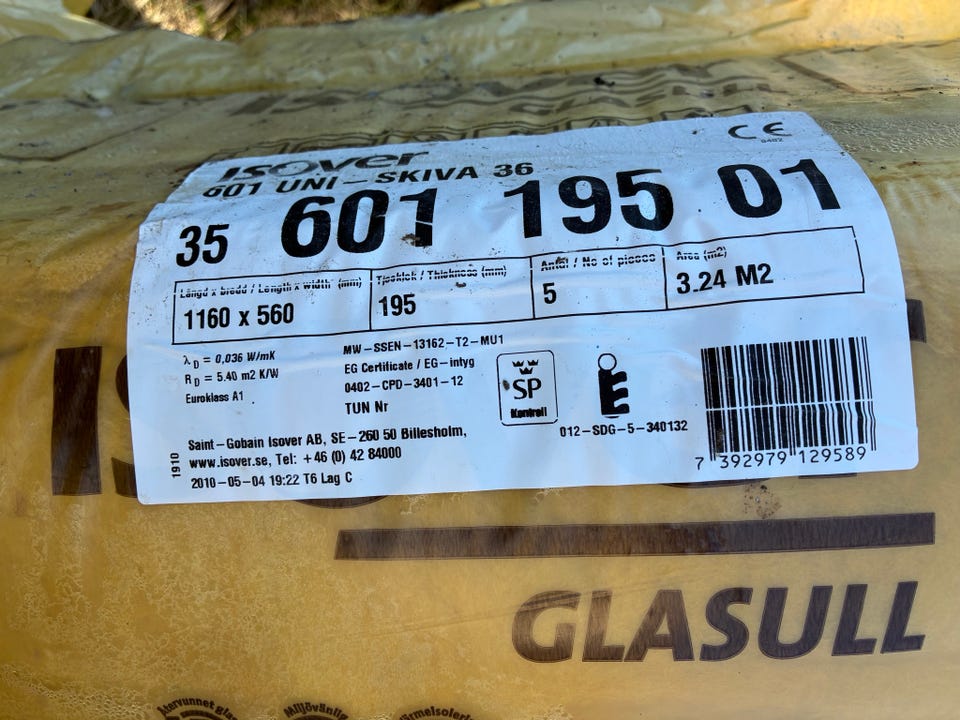 isover
CE
0402
601 UNI-SKIVA 36
35 601 195 01
Längd x bredd / Length x width (mm)
Tjocklek / Thickness (mm)
Antal / No of pieces
Area (m2)
1160 x 560
195
5
3.24 M2
λD = 0,036 W/mK
RD = 5,40 m2 K/W
Euroklass A1
MW-SSEN-13162-T2-MU1
EG Certificate / EG-intyg
0402-CPD-3401-12
TUN Nr
SP
Kontroll
E
012-SDG-5-340132
7 392979 129589
1910
Saint-Gobain Isover AB, SE-260 50 Billesholm,
www.isover.se, Tel: +46 (0) 42 84000
2010-05-04 19:22 T6 Lag C
GLASULL
Återvunnet glas
Miljövänlig